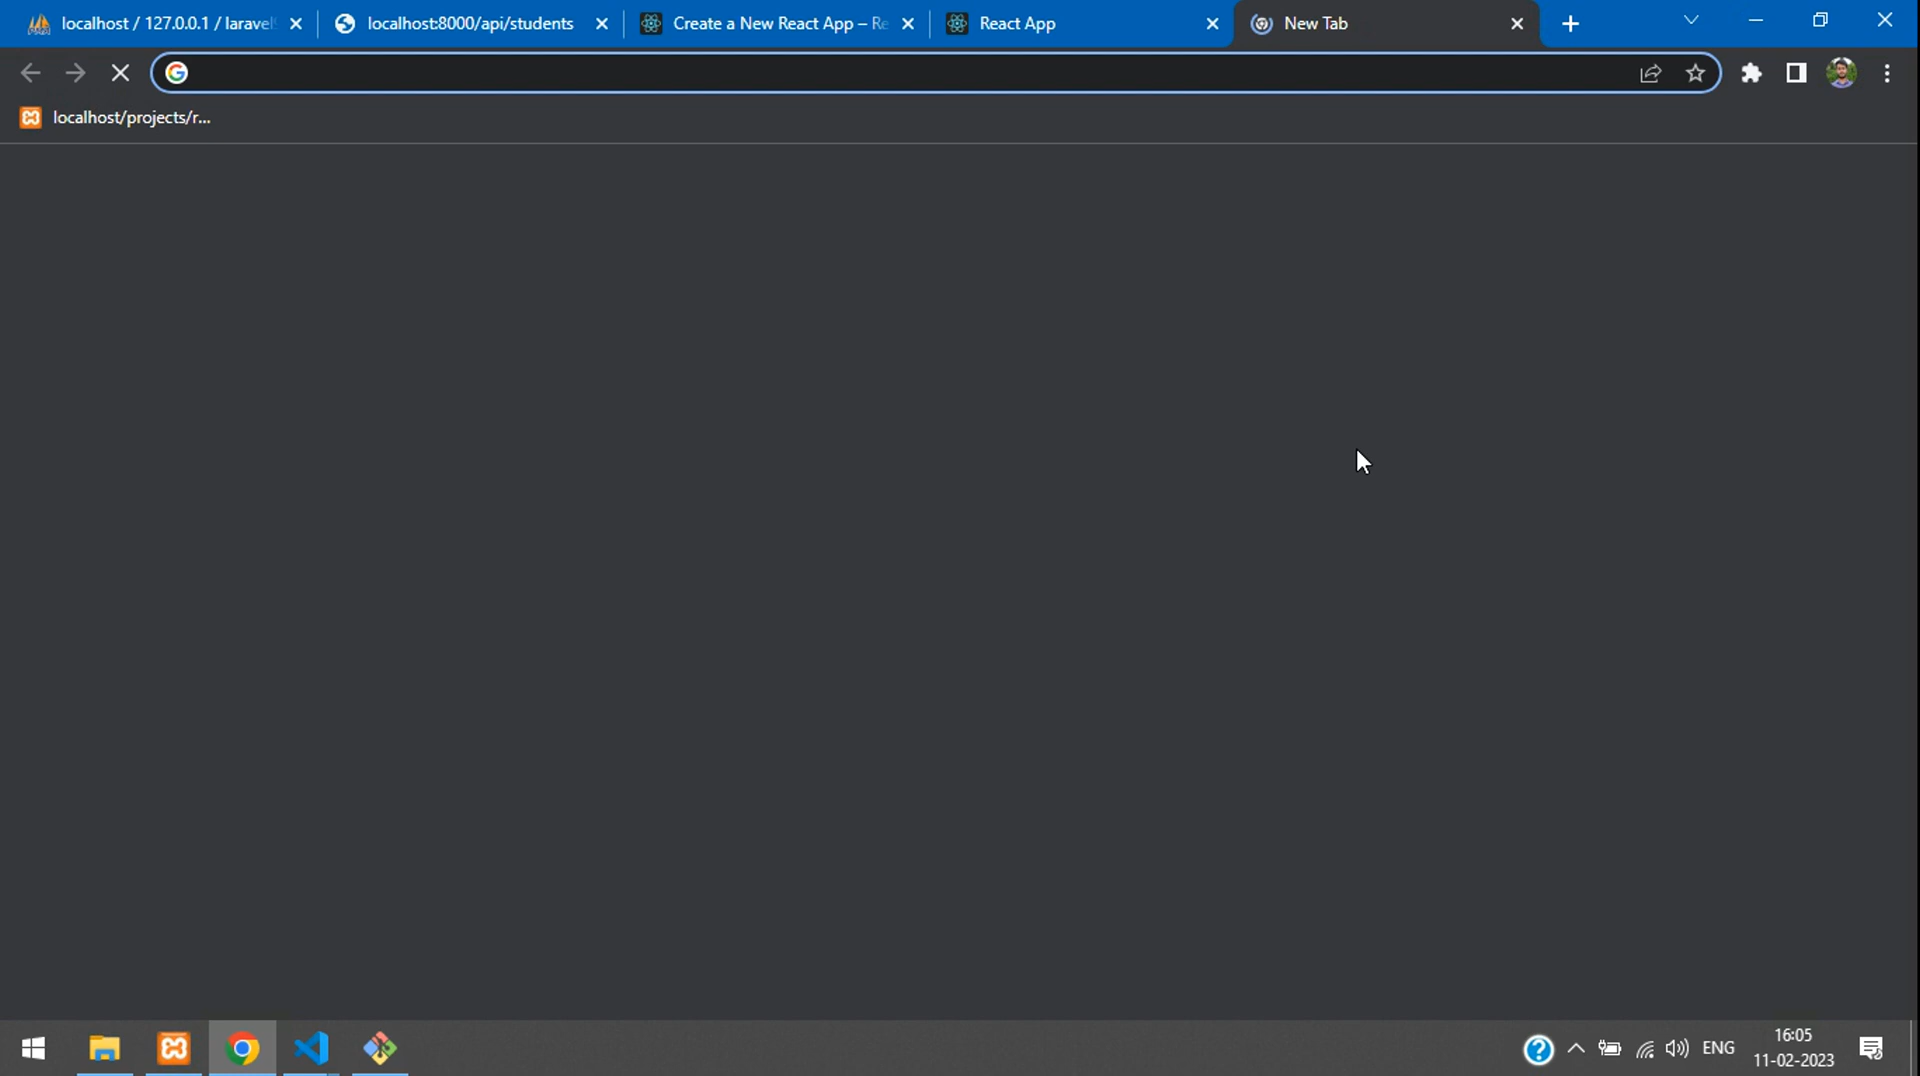 localhost / 127.0.0.1 / laravel
localhost:8000/api/students
Create a New React App – Re
React App
New Tab
localhost/projects/r...
ENG
16:05
11-02-2023